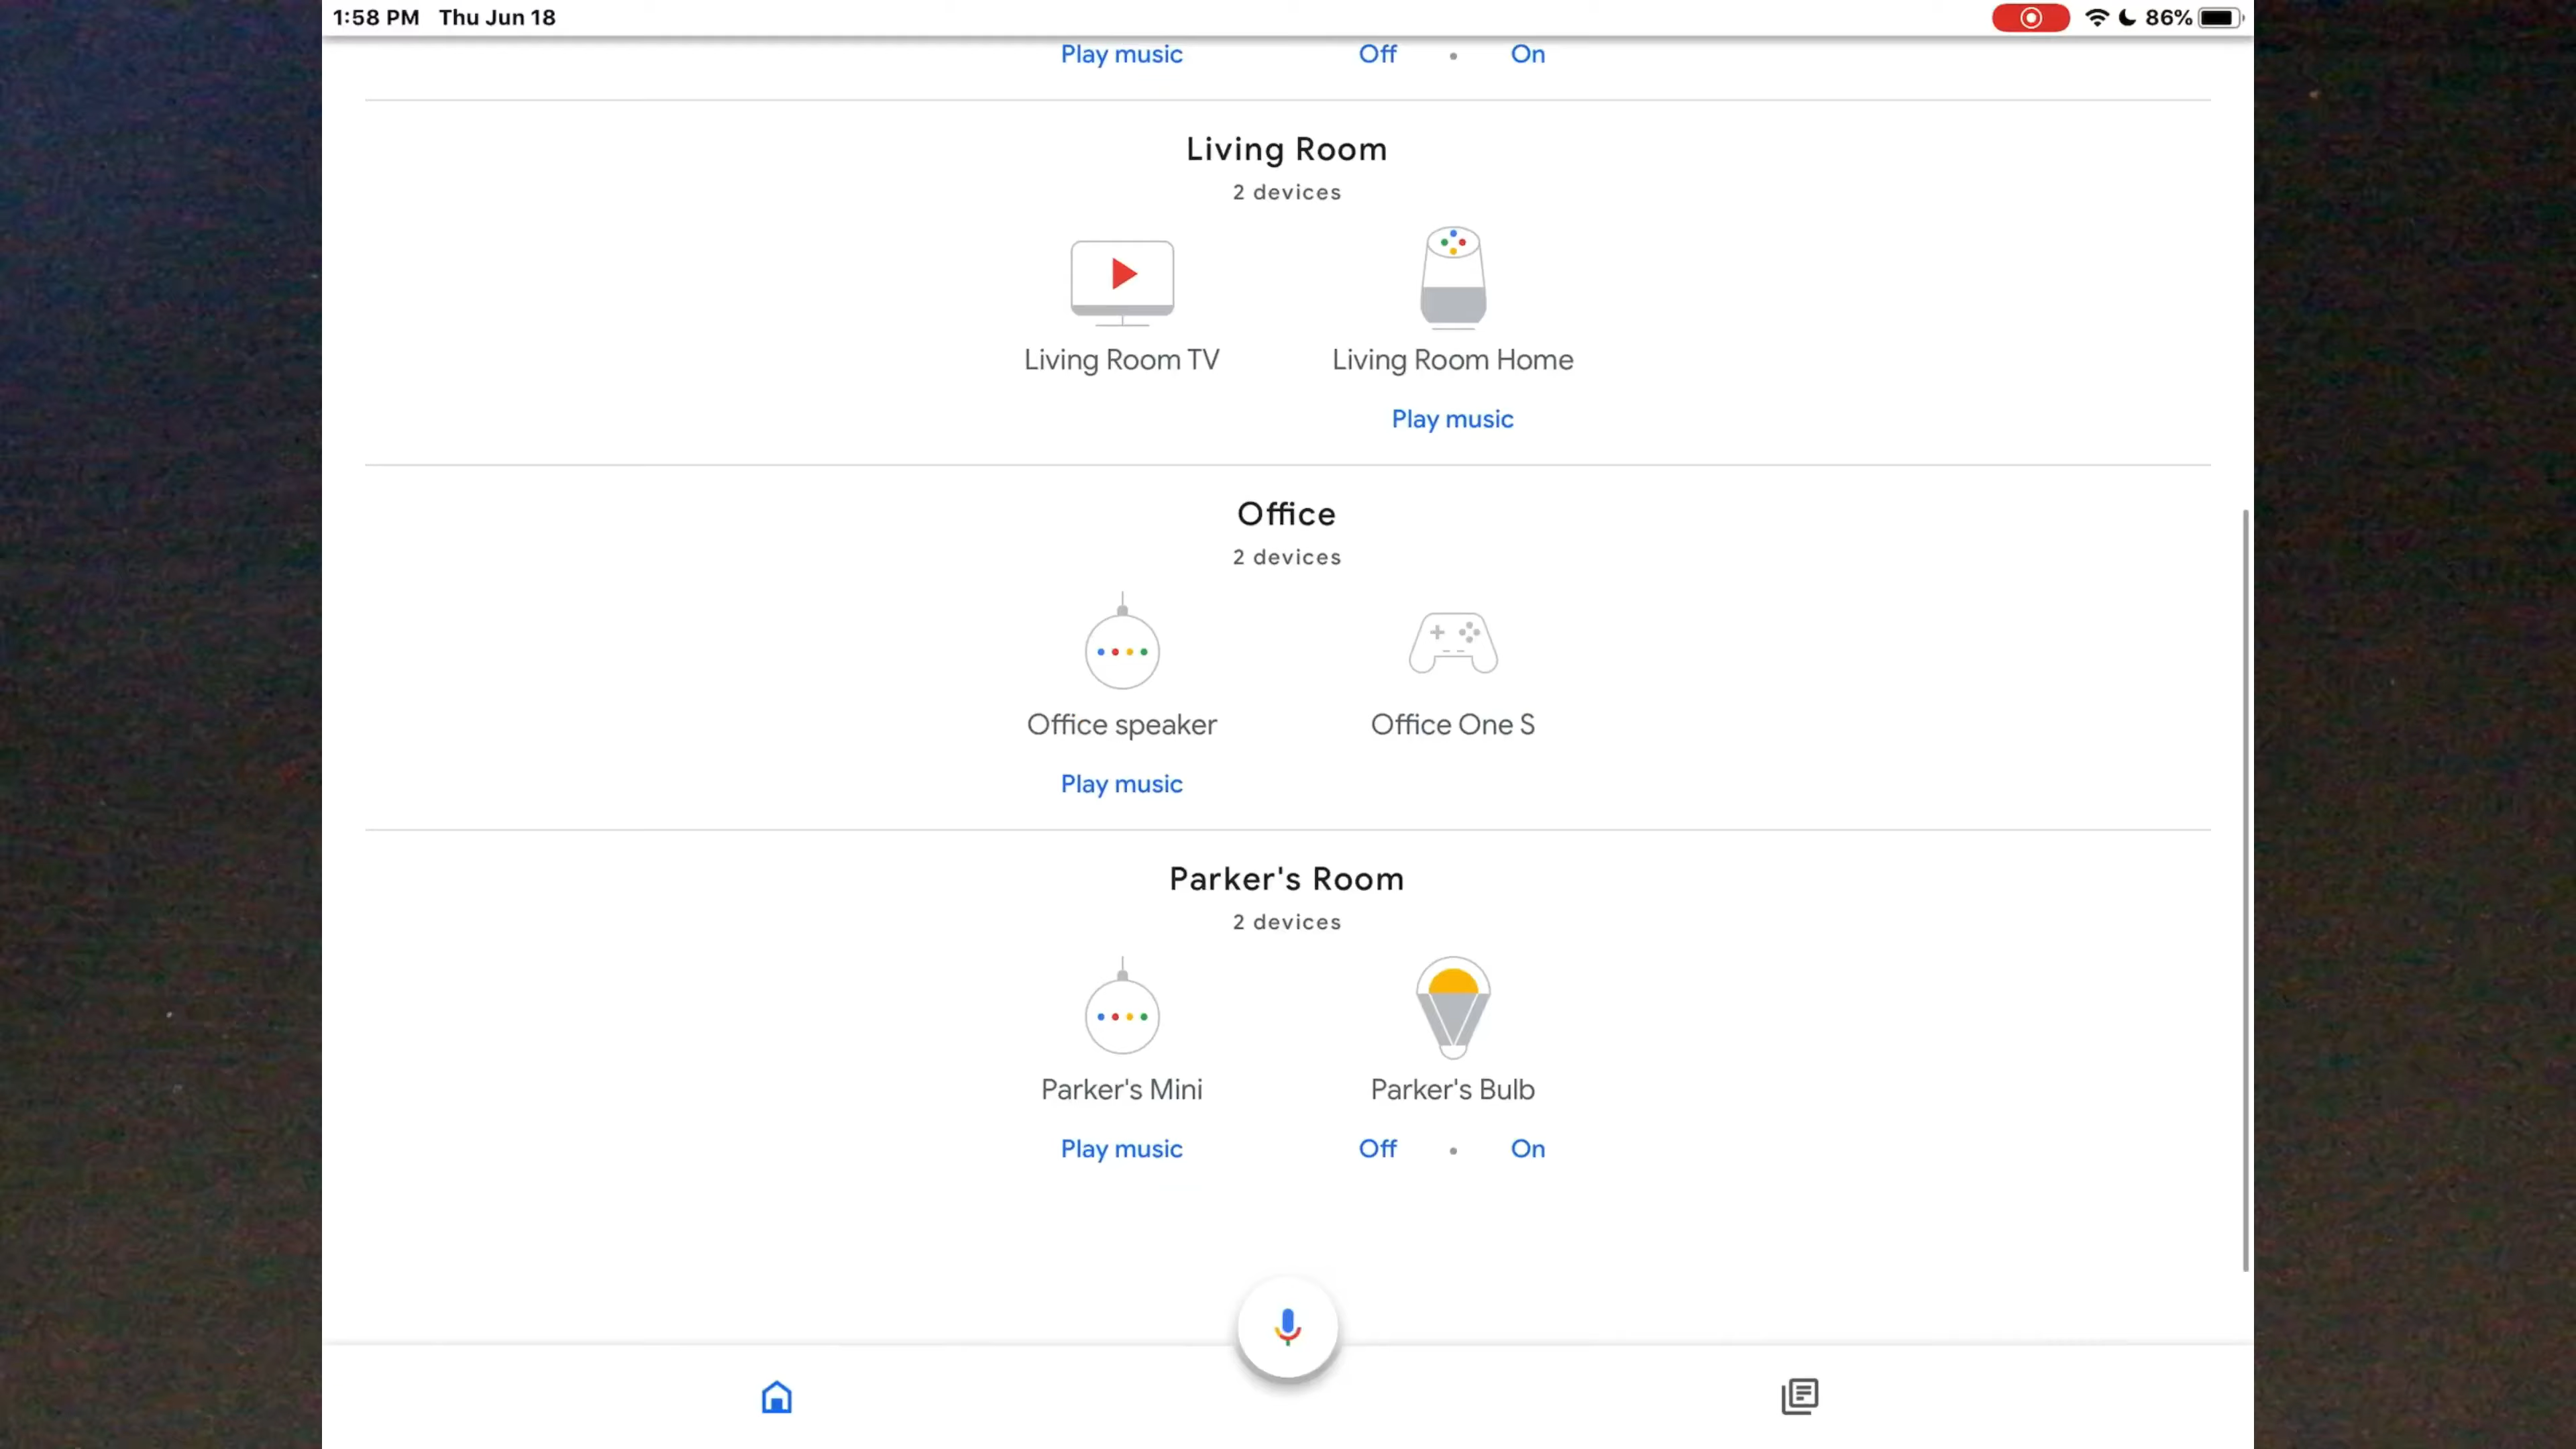 1:58 PM Thu Jun 18 86%
Play music Off • On
Living Room
2 devices
Living Room TV Living Room Home
Play music
Office
2 devices
Office speaker Office One S
Play music
Parker's Room
2 devices
Parker's Mini Parker's Bulb
Play music Off • On